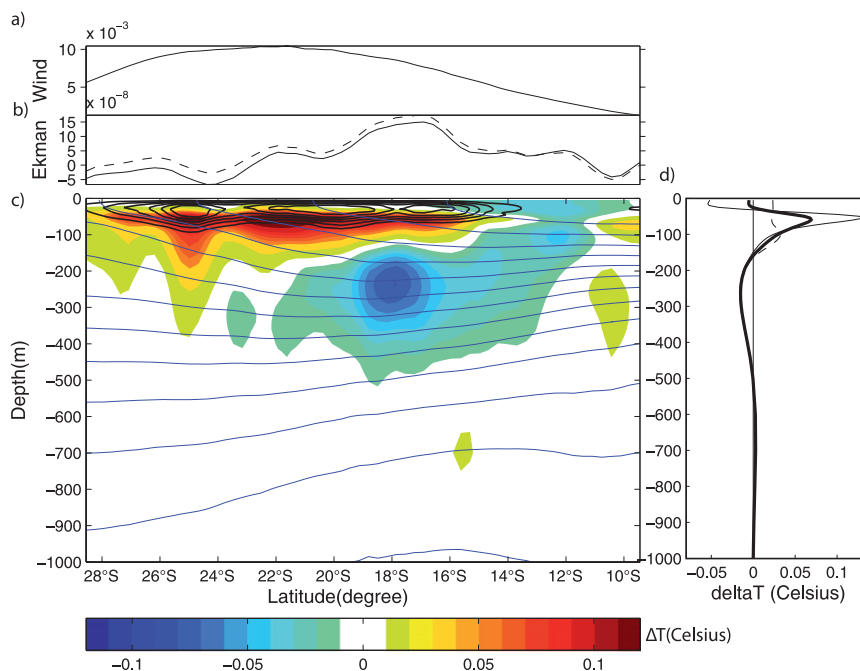 a)
x 10⁻³
10
5
Wind
x 10⁻⁸
b)
15
10
5
0
−5
Ekman
c)
0
−100
−200
−300
−400
−500
−600
−700
−800
−900
−1000
Depth(m)
28°S 26°S 24°S 22°S 20°S 18°S 16°S 14°S 12°S 10°S
Latitude(degree)
d)
0
−100
−200
−300
−400
−500
−600
−700
−800
−900
−1000
−0.05 0 0.05 0.1
deltaT (Celsius)
−0.1 −0.05 0 0.05 0.1
ΔT(Celsius)